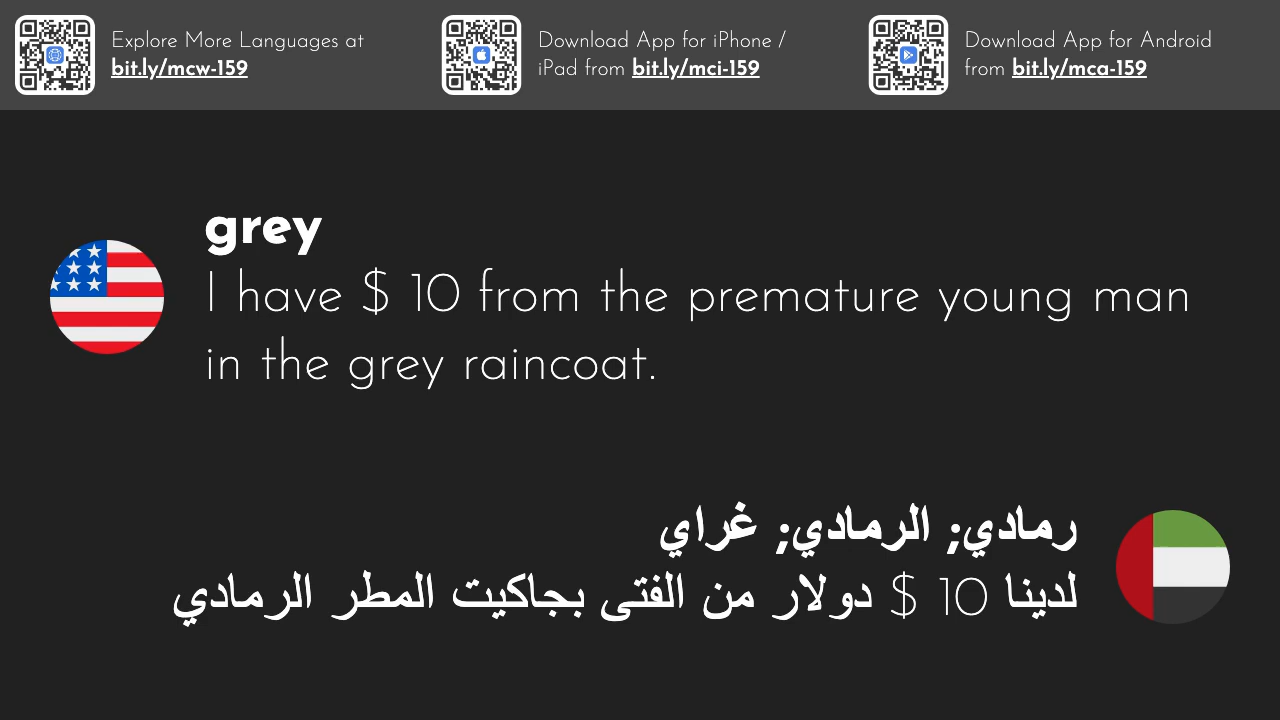 Explore More Languages at
bit.ly/mcw-159
Download App for iPhone /
iPad from bit.ly/mci-159
Download App for Android
from bit.ly/mca-159
grey
I have $ 10 from the premature young man
in the grey raincoat.
رمادي; الرمادي; غراي
لدينا 10 $ دولار من الفتى بجاكيت المطر الرمادي